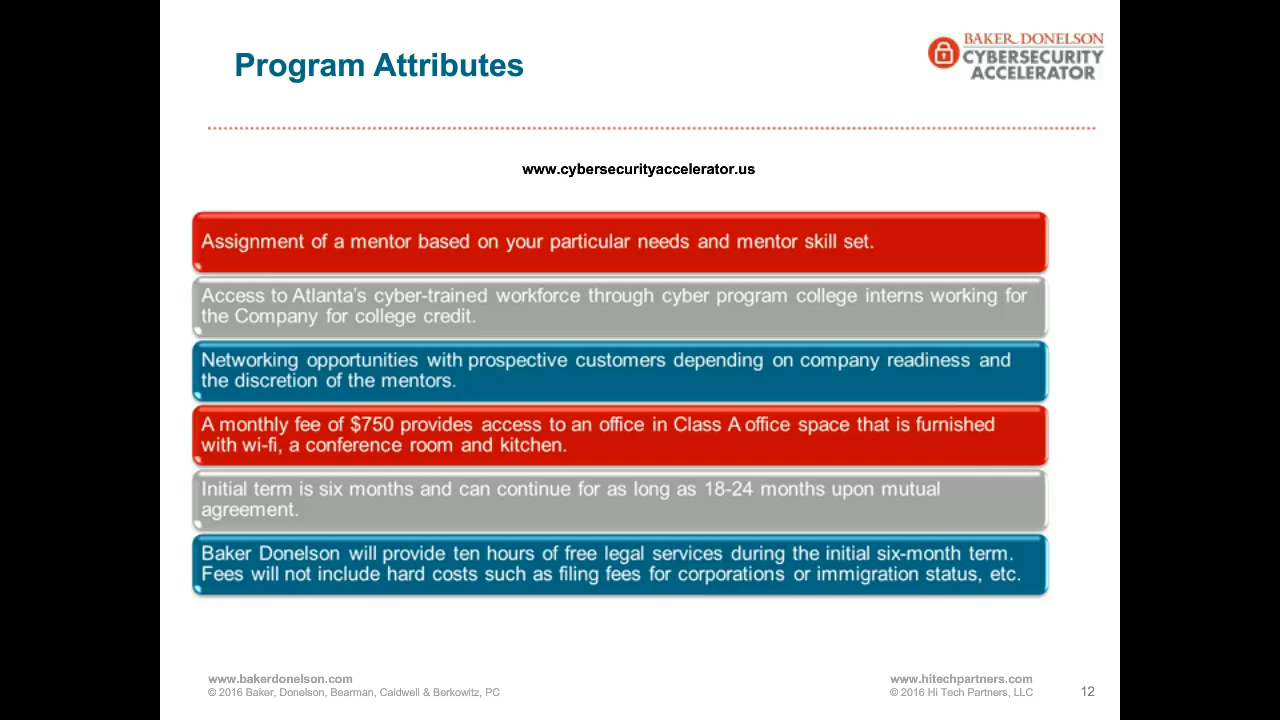 Program Attributes
BAKER DONELSON
CYBERSECURITY
ACCELERATOR
www.cybersecurityaccelerator.us
Assignment of a mentor based on your particular needs and mentor skill set.
Access to Atlanta's cyber-trained workforce through cyber program college interns working for
the Company for college credit.
Networking opportunities with prospective customers depending on company readiness and
the discretion of the mentors.
A monthly fee of $750 provides access to an office in Class A office space that is furnished
with wi-fi, a conference room and kitchen.
Initial term is six months and can continue for as long as 18-24 months upon mutual
agreement.
Baker Donelson will provide ten hours of free legal services during the initial six-month term.
Fees will not include hard costs such as filing fees for corporations or immigration status, etc.
www.bakerdonelson.com
© 2016 Baker, Donelson, Bearman, Caldwell & Berkowitz, PC
www.hitechpartners.com
© 2016 Hi Tech Partners, LLC
12